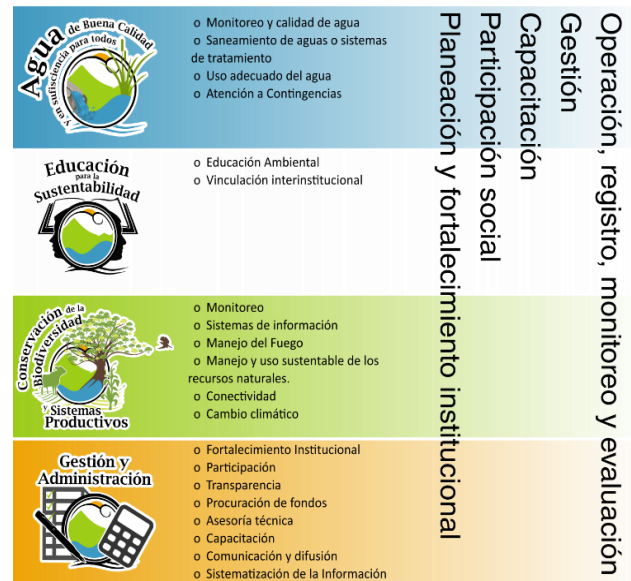 Agua de Buena Calidad
y en sufisciencia para todos
o Monitoreo y calidad de agua
o Saneamiento de aguas o sistemas
de tratamiento
o Uso adecuado del agua
o Atención a Contingencias
Educación
para la
Sustentabilidad
o Educación Ambiental
o Vinculación interinstitucional
Conservación de la
Biodiversidad
y Sistemas
Productivos
o Monitoreo
o Sistemas de información
o Manejo del Fuego
o Manejo y uso sustentable de los
recursos naturales.
o Conectividad
o Cambio climático
Gestión y
Administración
o Fortalecimiento Institucional
o Participación
o Transparencia
o Procuración de fondos
o Asesoría técnica
o Capacitación
o Comunicación y difusión
o Sistematización de la Información
Planeación y fortalecimiento institucional
Participación social
Capacitación
Gestión
Operación, registro, monitoreo y evaluación